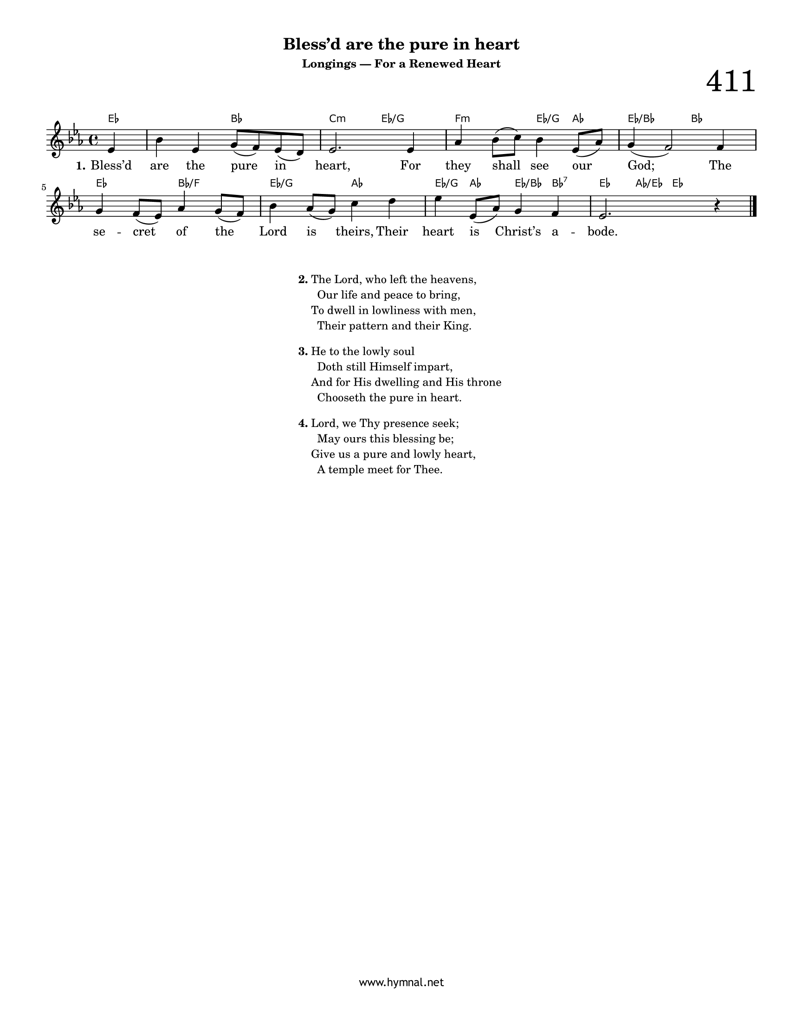 Bless’d are the pure in heart
Longings — For a Renewed Heart
411
E♭ B♭ Cm E♭/G Fm E♭/G A♭ E♭/B♭ B♭
1. Bless’d are the pure in heart, For they shall see our God; The
5
E♭ B♭/F E♭/G A♭ E♭/G A♭ E♭/B♭ B♭7 E♭ A♭/E♭ E♭
se - cret of the Lord is theirs, Their heart is Christ’s a - bode.
2. The Lord, who left the heavens,
Our life and peace to bring,
To dwell in lowliness with men,
Their pattern and their King.
3. He to the lowly soul
Doth still Himself impart,
And for His dwelling and His throne
Chooseth the pure in heart.
4. Lord, we Thy presence seek;
May ours this blessing be;
Give us a pure and lowly heart,
A temple meet for Thee.
www.hymnal.net